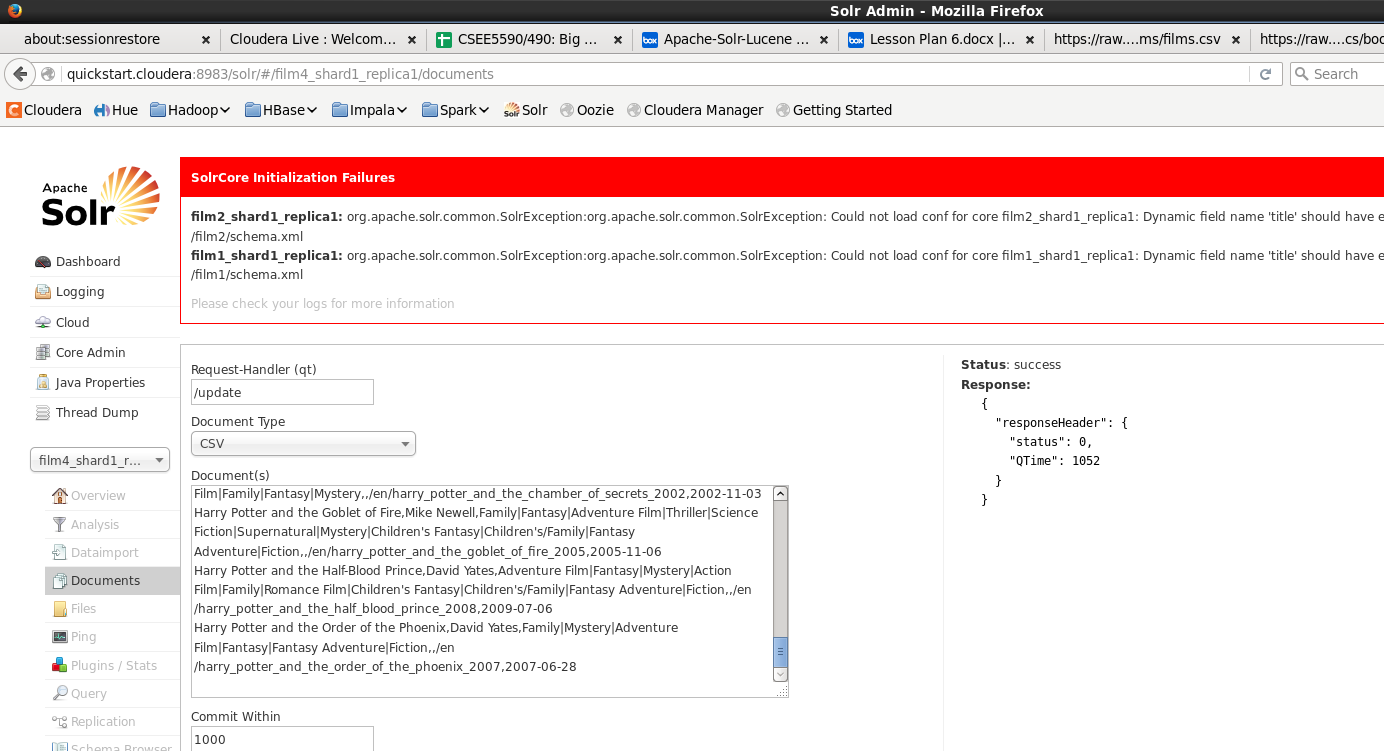 Solr Admin - Mozilla Firefox
about:sessionrestore
Cloudera Live : Welcom...
CSEE5590/490: Big ...
box Apache-Solr-Lucene ...
box Lesson Plan 6.docx |...
https://raw....ms/films.csv
https://raw....cs/boo
quickstart.cloudera:8983/solr/#/film4_shard1_replica1/documents
Search
Cloudera Hue Hadoop HBase Impala Spark Solr Oozie Cloudera Manager Getting Started
Apache
Solr
SolrCore Initialization Failures
film2_shard1_replica1: org.apache.solr.common.SolrException:org.apache.solr.common.SolrException: Could not load conf for core film2_shard1_replica1: Dynamic field name 'title' should have e
/film2/schema.xml
film1_shard1_replica1: org.apache.solr.common.SolrException:org.apache.solr.common.SolrException: Could not load conf for core film1_shard1_replica1: Dynamic field name 'title' should have e
/film1/schema.xml
Please check your logs for more information
Dashboard
Logging
Cloud
Core Admin
Java Properties
Thread Dump
film4_shard1_r...
Overview
Analysis
Dataimport
Documents
Files
Ping
Plugins / Stats
Query
Replication
Schema Browser
Request-Handler (qt)
/update
Document Type
CSV
Document(s)
Film|Family|Fantasy|Mystery,,/en/harry_potter_and_the_chamber_of_secrets_2002,2002-11-03
Harry Potter and the Goblet of Fire,Mike Newell,Family|Fantasy|Adventure Film|Thriller|Science
Fiction|Supernatural|Mystery|Children's Fantasy|Children's/Family|Fantasy
Adventure|Fiction,,/en/harry_potter_and_the_goblet_of_fire_2005,2005-11-06
Harry Potter and the Half-Blood Prince,David Yates,Adventure Film|Fantasy|Mystery|Action
Film|Family|Romance Film|Children's Fantasy|Children's/Family|Fantasy Adventure|Fiction,,/en
/harry_potter_and_the_half_blood_prince_2008,2009-07-06
Harry Potter and the Order of the Phoenix,David Yates,Family|Mystery|Adventure
Film|Fantasy|Fantasy Adventure|Fiction,,/en
/harry_potter_and_the_order_of_the_phoenix_2007,2007-06-28
Commit Within
1000
Status: success
Response:
{
"responseHeader": {
"status": 0,
"QTime": 1052
}
}